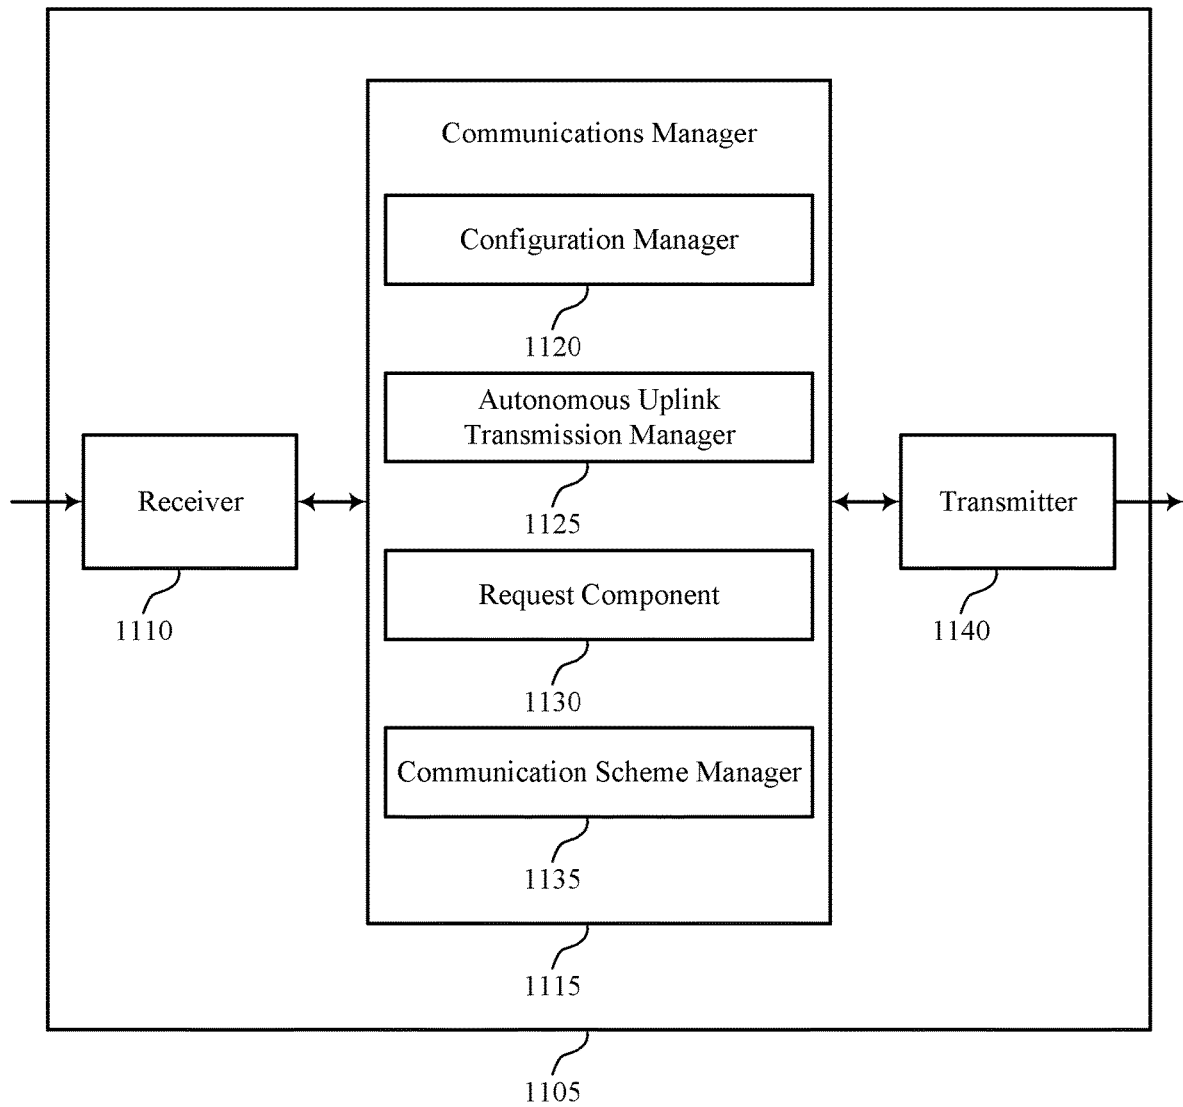 Communications Manager
Configuration Manager
1120
Autonomous Uplink
Transmission Manager
1125
Receiver
1110
Transmitter
1140
Request Component
1130
Communication Scheme Manager
1135
1115
1105